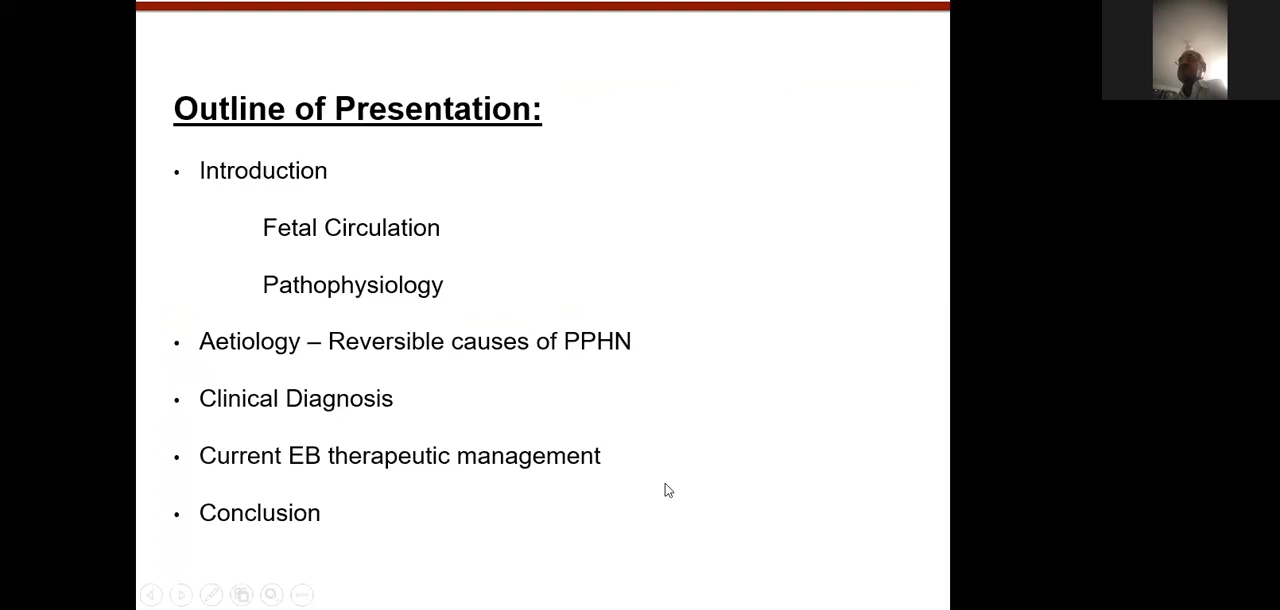 Outline of Presentation:
• Introduction
Fetal Circulation
Pathophysiology
• Aetiology – Reversible causes of PPHN
• Clinical Diagnosis
• Current EB therapeutic management
• Conclusion